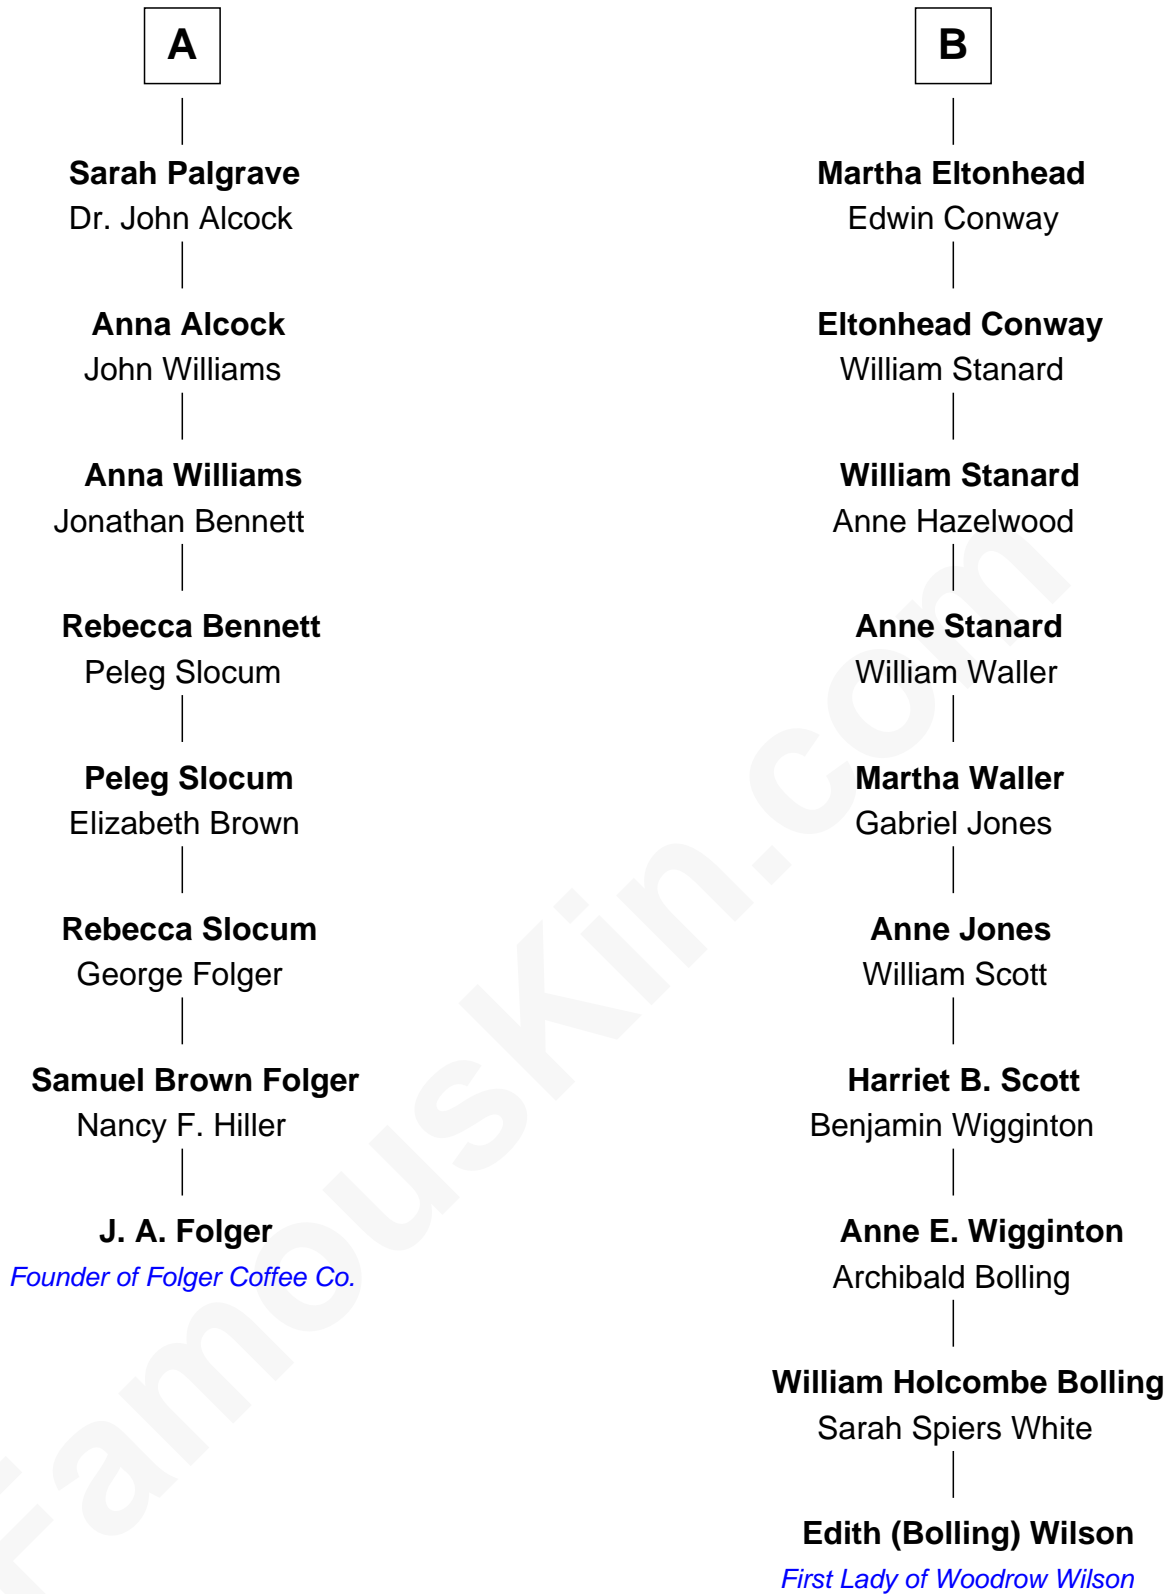 A
Sarah Palgrave
Dr. John Alcock
Anna Alcock
John Williams
Anna Williams
Jonathan Bennett
Rebecca Bennett
Peleg Slocum
Peleg Slocum
Elizabeth Brown
Rebecca Slocum
George Folger
Samuel Brown Folger
Nancy F. Hiller
J. A. Folger
Founder of Folger Coffee Co.
B
Martha Eltonhead
Edwin Conway
Eltonhead Conway
William Stanard
William Stanard
Anne Hazelwood
Anne Stanard
William Waller
Martha Waller
Gabriel Jones
Anne Jones
William Scott
Harriet B. Scott
Benjamin Wigginton
Anne E. Wigginton
Archibald Bolling
William Holcombe Bolling
Sarah Spiers White
Edith (Bolling) Wilson
First Lady of Woodrow Wilson
FamousKin.com